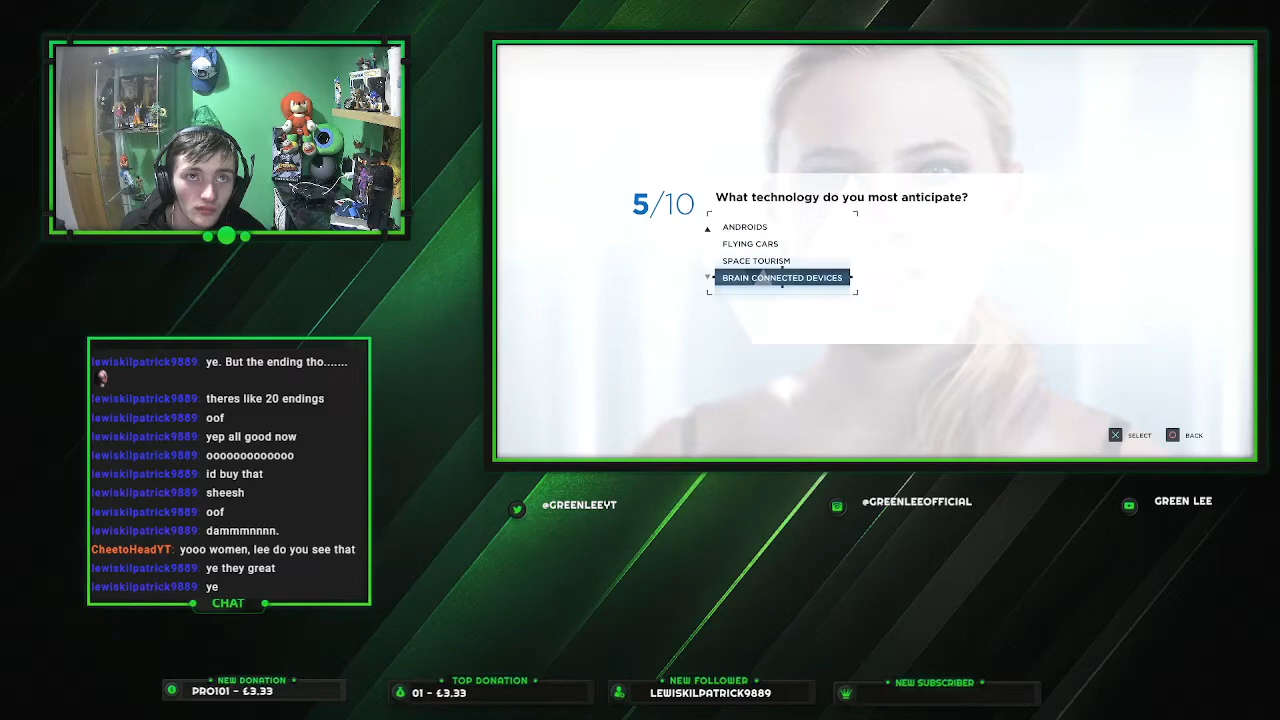 5/10
What technology do you most anticipate?
ANDROIDS
FLYING CARS
SPACE TOURISM
BRAIN CONNECTED DEVICES
SELECT
BACK
lewiskilpatrick9889: ye. But the ending tho.......
lewiskilpatrick9889: theres like 20 endings
lewiskilpatrick9889: oof
lewiskilpatrick9889: yep all good now
lewiskilpatrick9889: ooooooooooooo
lewiskilpatrick9889: id buy that
lewiskilpatrick9889: sheesh
lewiskilpatrick9889: oof
lewiskilpatrick9889: dammmnnnn.
CheetoHeadYT: yooo women, lee do you see that
lewiskilpatrick9889: ye they great
lewiskilpatrick9889: ye
CHAT
@GREENLEEYT
@GREENLEEOFFICIAL
GREEN LEE
NEW DONATION
PRO101 - £3.33
TOP DONATION
01 - £3.33
NEW FOLLOWER
LEWISKILPATRICK9889
NEW SUBSCRIBER